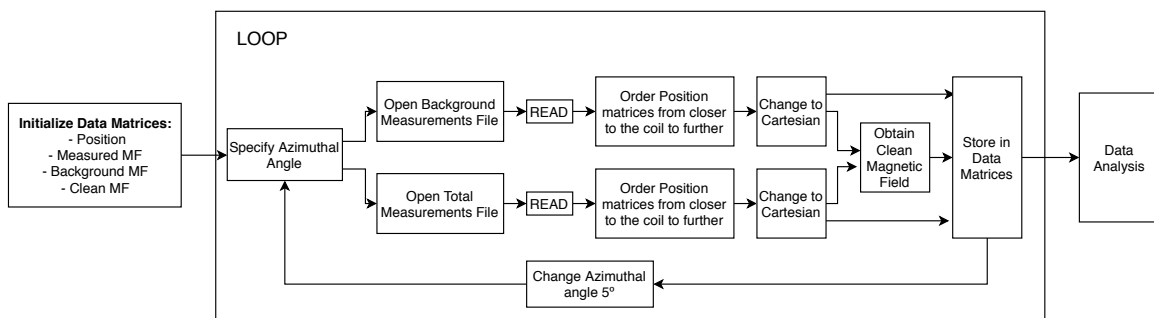 LOOP
Initialize Data Matrices:
- Position
- Measured MF
- Background MF
- Clean MF
Specify Azimuthal
Angle
Open Background
Measurements File
READ
Order Position
matrices from closer
to the coil to further
Change to
Cartesian
Open Total
Measurements File
READ
Order Position
matrices from closer
to the coil to further
Change to
Cartesian
Obtain
Clean
Magnetic
Field
Store in
Data
Matrices
Data
Analysis
Change Azimuthal
angle 5º